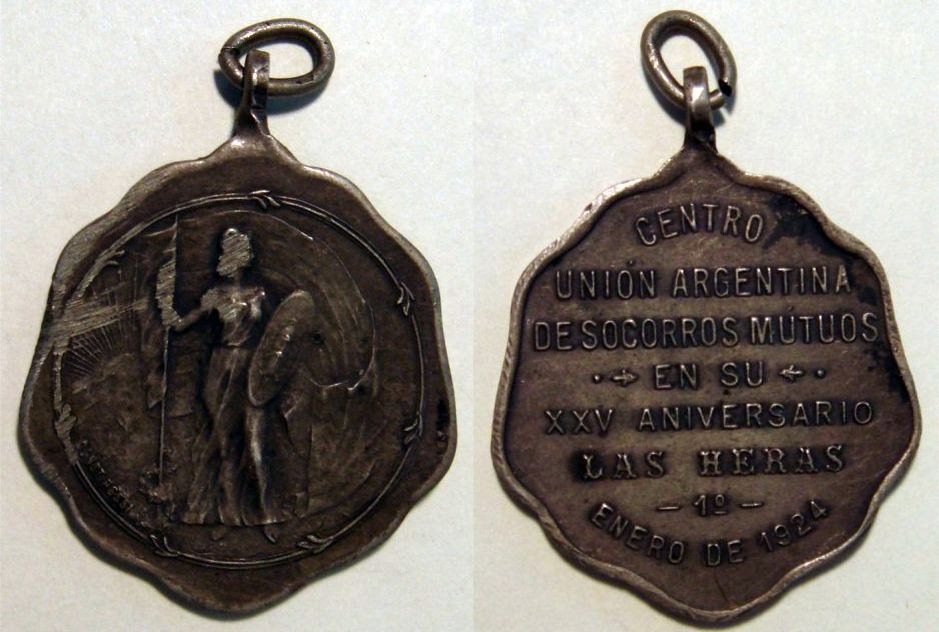 CENTRO
UNIÓN ARGENTINA
DE SOCORROS MÚTUOS
EN SU
XXV ANIVERSARIO
LAS HERAS
- 1º -
ENERO DE 1924